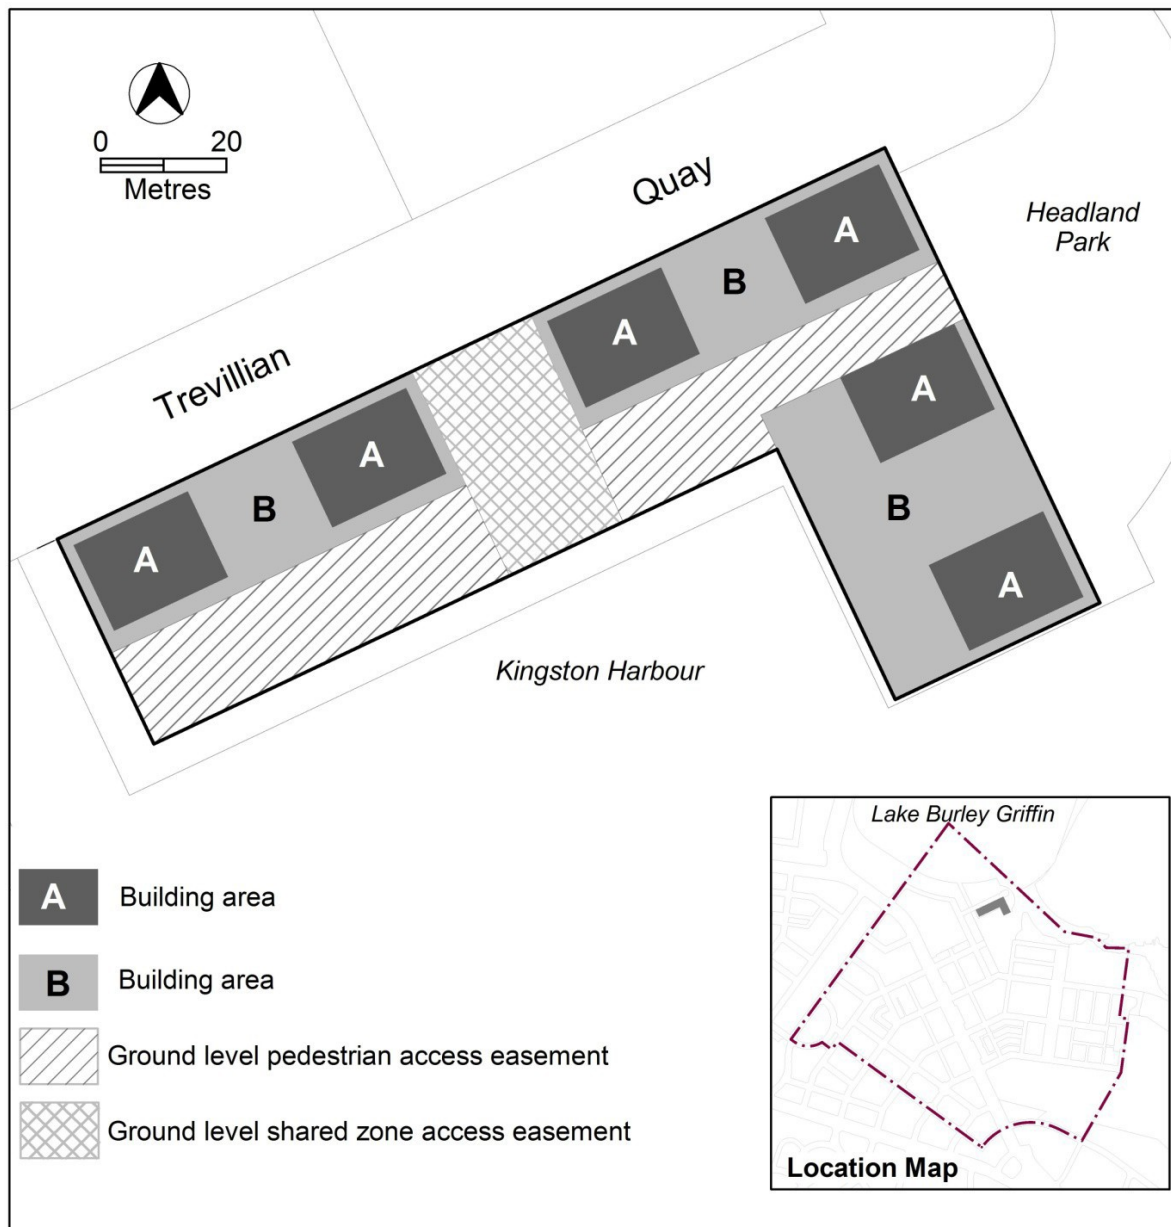 0 20
Metres
Trevillian Quay
Headland
Park
A
A
B
A
A
B
A
B
A
Kingston Harbour
A Building area
B Building area
Ground level pedestrian access easement
Ground level shared zone access easement
Lake Burley Griffin
Location Map